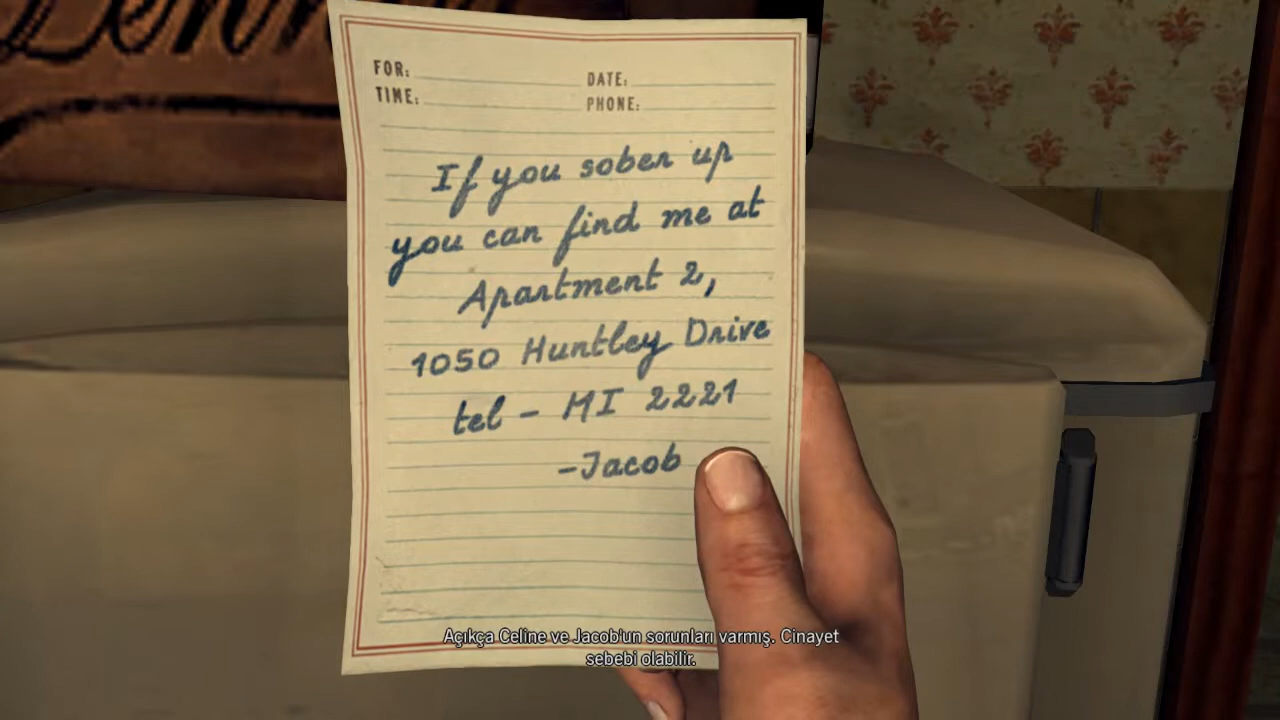 FOR:
DATE:
TIME:
PHONE:
If you sober up
you can find me at
Apartment 2,
1050 Huntley Drive
tel - MI 2221
-Jacob
Açıkça Celine ve Jacob'un sorunları varmış. Cinayet
sebebi olabilir.